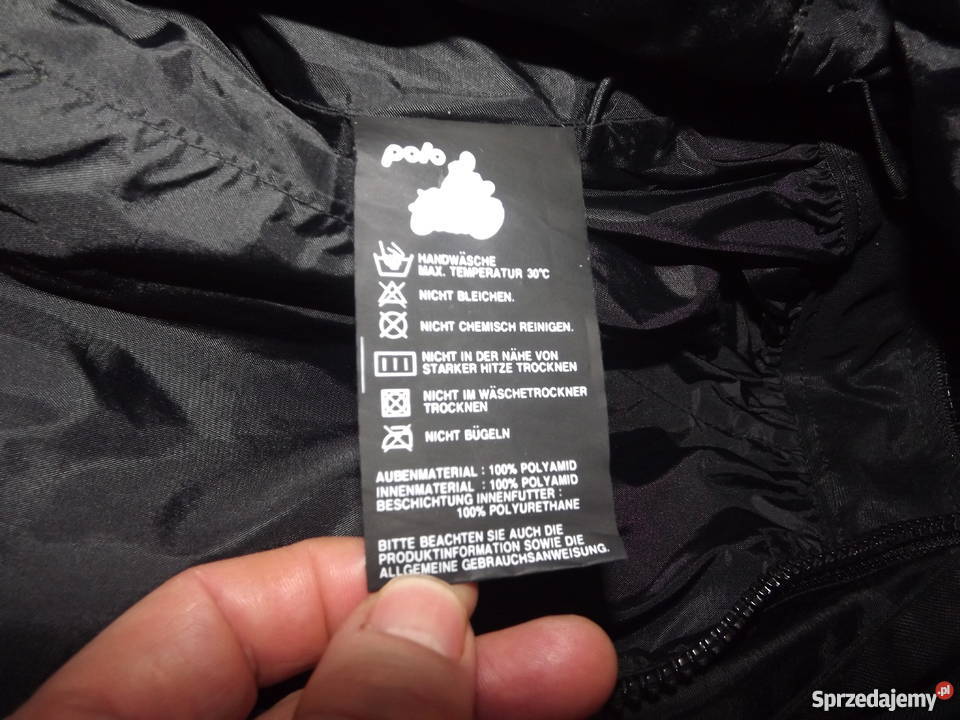 polo
HANDWÄSCHE
MAX. TEMPERATUR 30°C
NICHT BLEICHEN.
NICHT CHEMISCH REINIGEN.
NICHT IN DER NÄHE VON
STARKER HITZE TROCKNEN
NICHT IM WÄSCHETROCKNER
TROCKNEN
NICHT BÜGELN
AUBENMATERIAL : 100% POLYAMID
INNENMATERIAL : 100% POLYAMID
BESCHICHTUNG INNENFUTTER :
100% POLYURETHANE
BITTE BEACHTEN SIE AUCH DIE
PRODUKTINFORMATION SOWIE DIE
ALLGEMEINE GEBRAUCHSANWEISUNG.
Sprzedajemy.pl